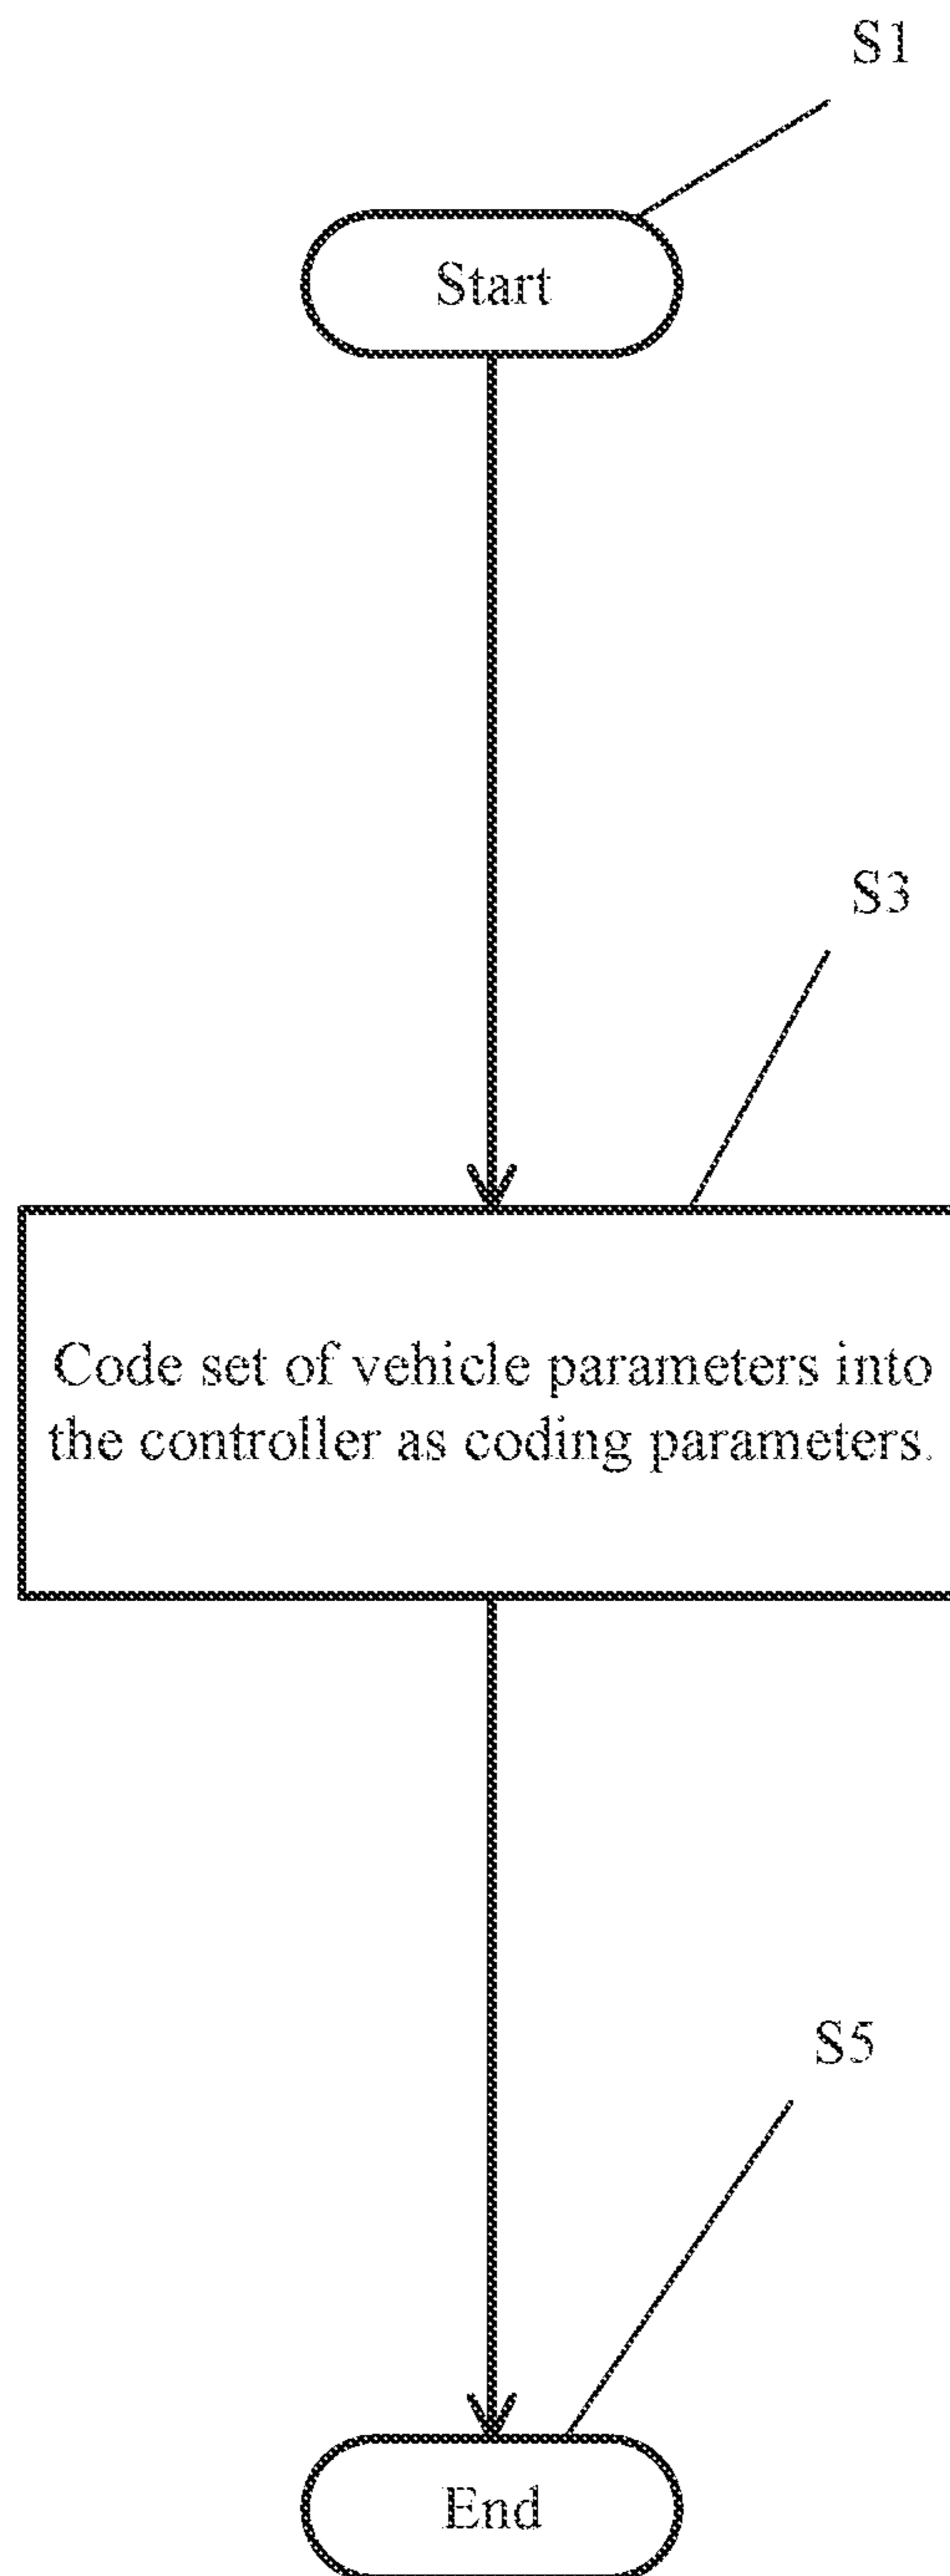 S1
Start
S3
Code set of vehicle parameters into
the controller as coding parameters.
S5
End